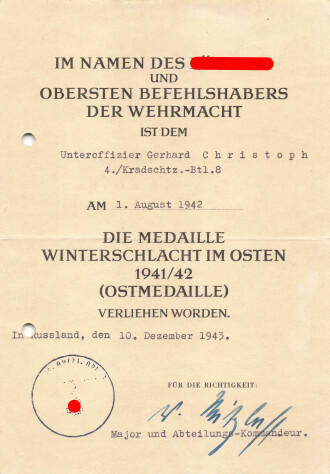 IM NAMEN DES
UND
OBERSTEN BEFEHLSHABERS
DER WEHRMACHT
IST DEM
Unteroffizier Gerhard Christoph
4./Kradschtz.-Btl.8
AM 1. August 1942
DIE MEDAILLE
WINTERSCHLACHT IM OSTEN
1941/42
(OSTMEDAILLE)
VERLIEHEN WORDEN.
In Russland, den 10. Dezember 1943.
FÜR DIE RICHTIGKEIT:
Major und Abteilungs-Kommandeur.